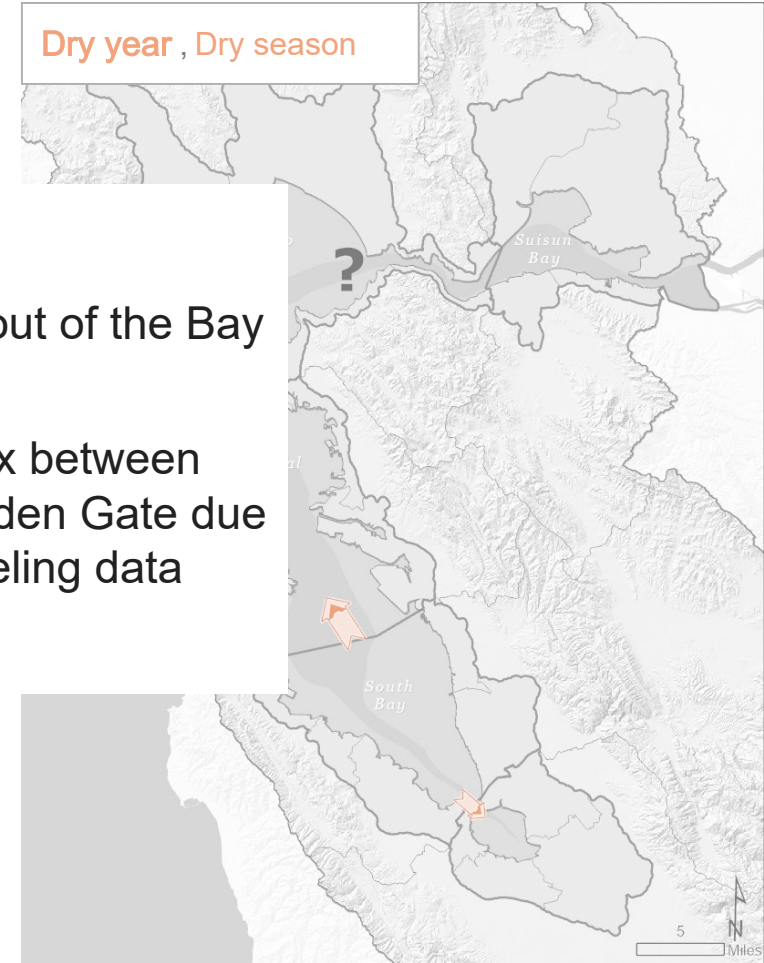 Dry year , Dry season
?
Suisun
Bay
out of the Bay
x between
den Gate due
eling data
South
Bay
5
N
Miles